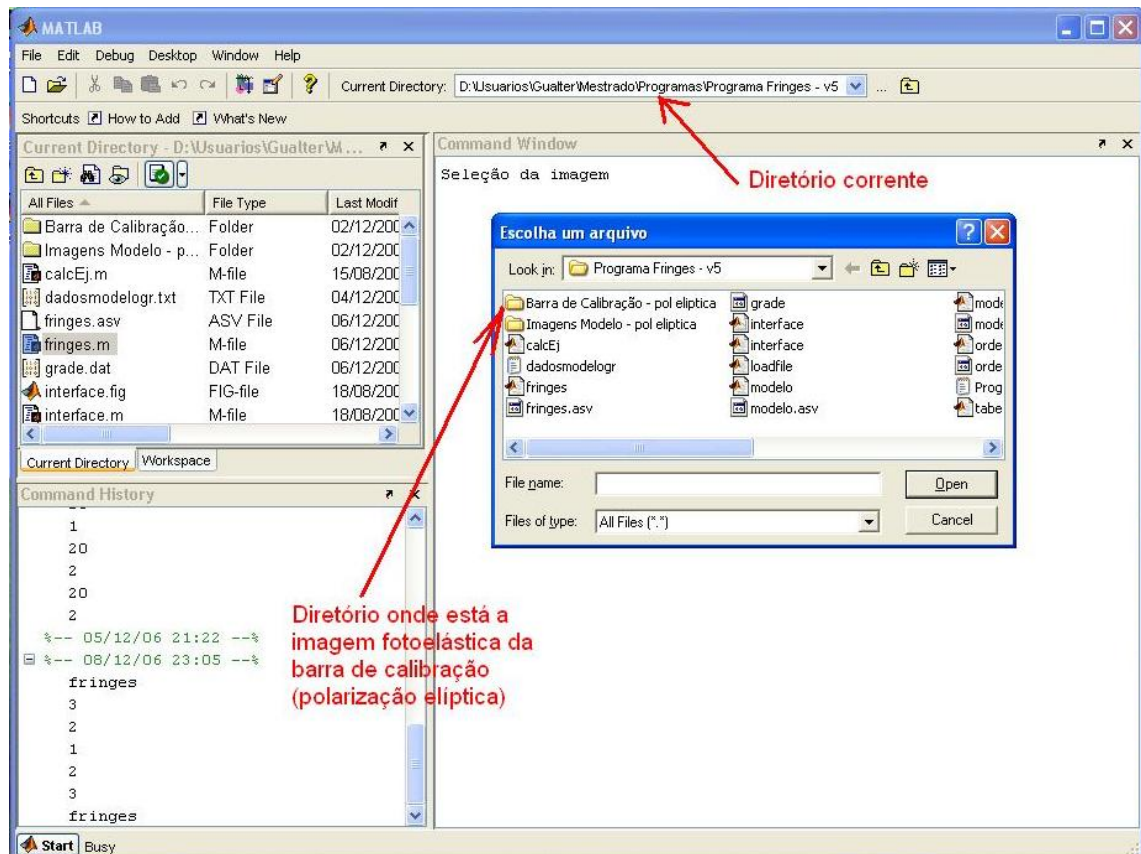 MATLAB
File Edit Debug Desktop Window Help
Current Directory: D:\Usuarios\Gualter\Mestrado\Programas\Programa Fringes - v5 ...
Shortcuts How to Add What's New
Current Directory - D:\Usuarios\Gualter\M...
All Files File Type Last Modif
Barra de Calibração... Folder 02/12/200
Imagens Modelo - p... Folder 02/12/200
calcEj.m M-file 15/08/200
dadosmodelogr.txt TXT File 04/12/200
fringes.asv ASV File 06/12/200
fringes.m M-file 06/12/200
grade.dat DAT File 06/12/200
interface.fig FIG-file 18/08/200
interface.m M-file 18/08/200
Current Directory Workspace
Command History
1
20
2
20
2
%-- 05/12/06 21:22 --%
%-- 08/12/06 23:05 --%
fringes
3
2
1
2
3
fringes
Command Window
Seleção da imagem
Diretório corrente
Escolha um arquivo
Look in: Programa Fringes - v5
Barra de Calibração - pol eliptica grade mode
Imagens Modelo - pol eliptica interface mode
calcEj interface orde
dadosmodelogr loadfile orde
fringes modelo Prog
fringes.asv modelo.asv tabe
File name: Open
Files of type: All Files (*.*) Cancel
Diretório onde está a
imagem fotoelástica da
barra de calibração
(polarização elíptica)
Start Busy